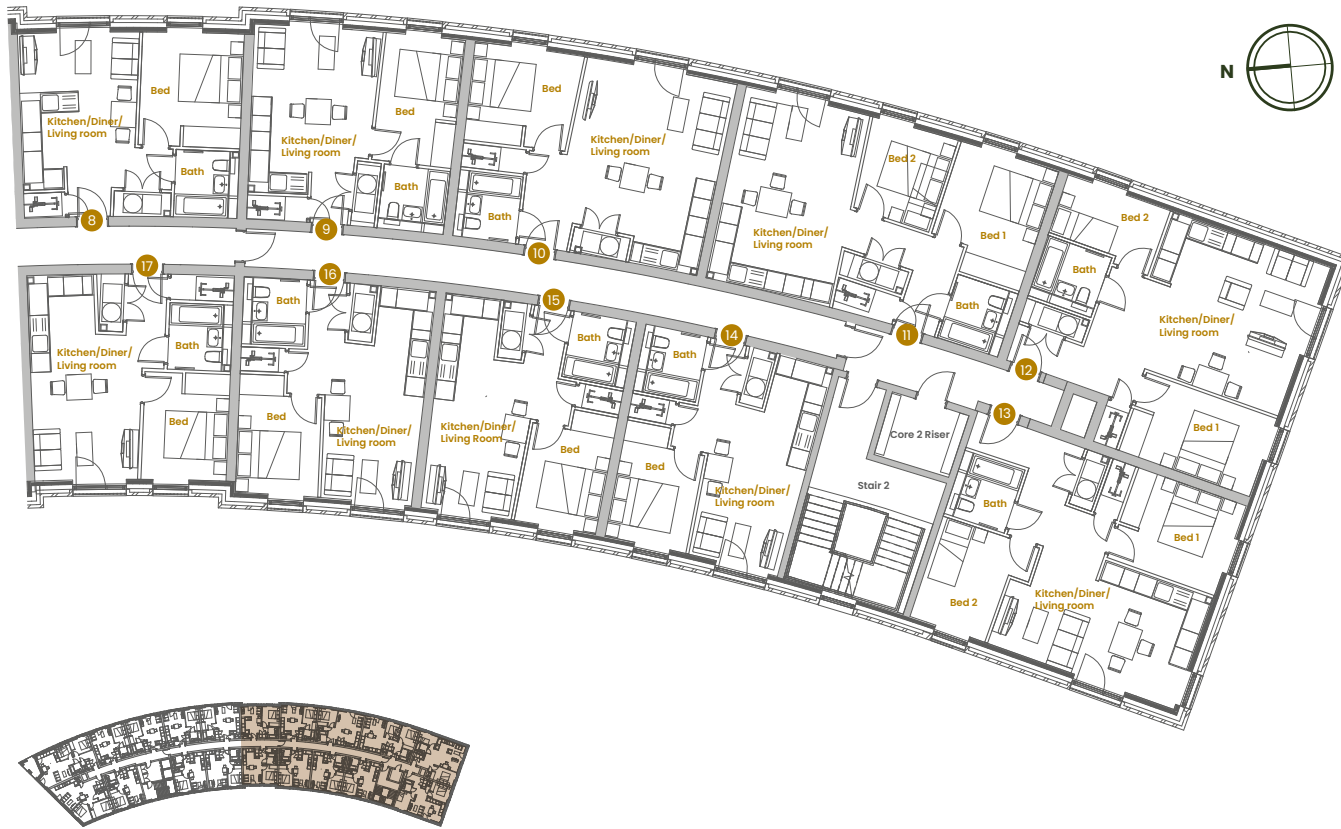 N
Bed
Kitchen/Diner/
Living room
Bath
8
Bed
Kitchen/Diner/
Living room
Bath
9
Bed
Kitchen/Diner/
Living room
Bath
10
Bed 2
Bed 1
Kitchen/Diner/
Living room
Bath
11
Bed 2
Bath
Kitchen/Diner/
Living room
12
Bed 1
17
Kitchen/Diner/
Living room
Bath
Bed
16
Bath
Bed
Kitchen/Diner/
Living room
15
Bath
Kitchen/Diner/
Living Room
Bed
14
Bath
Bed
Kitchen/Diner/
Living room
Core 2 Riser
Stair 2
13
Bath
Bed 1
Bed 2
Kitchen/Diner/
Living room